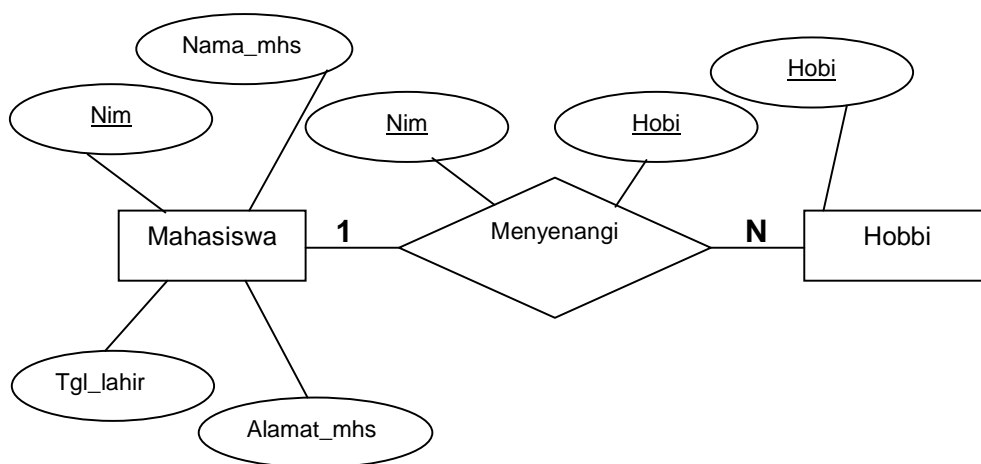 Nama_mhs
Hobi
Nim
Nim
Hobi
Mahasiswa
1
Menyenangi
N
Hobbi
Tgl_lahir
Alamat_mhs